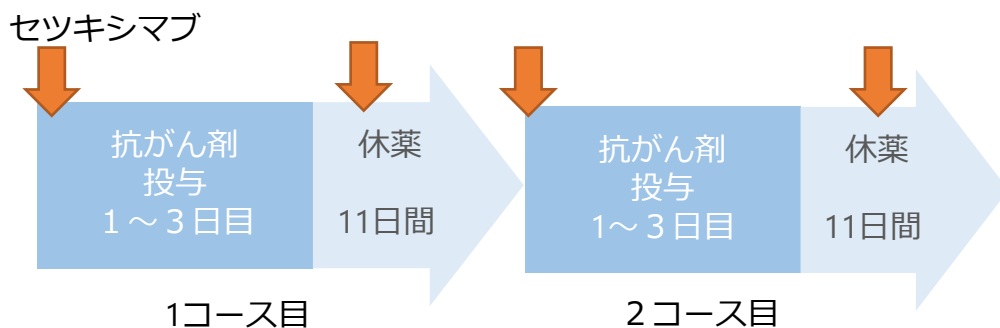 セツキシマブ
抗がん剤
投与
１～３日目
休薬
11日間
抗がん剤
投与
1～３日目
休薬
11日間
1コース目
２コース目